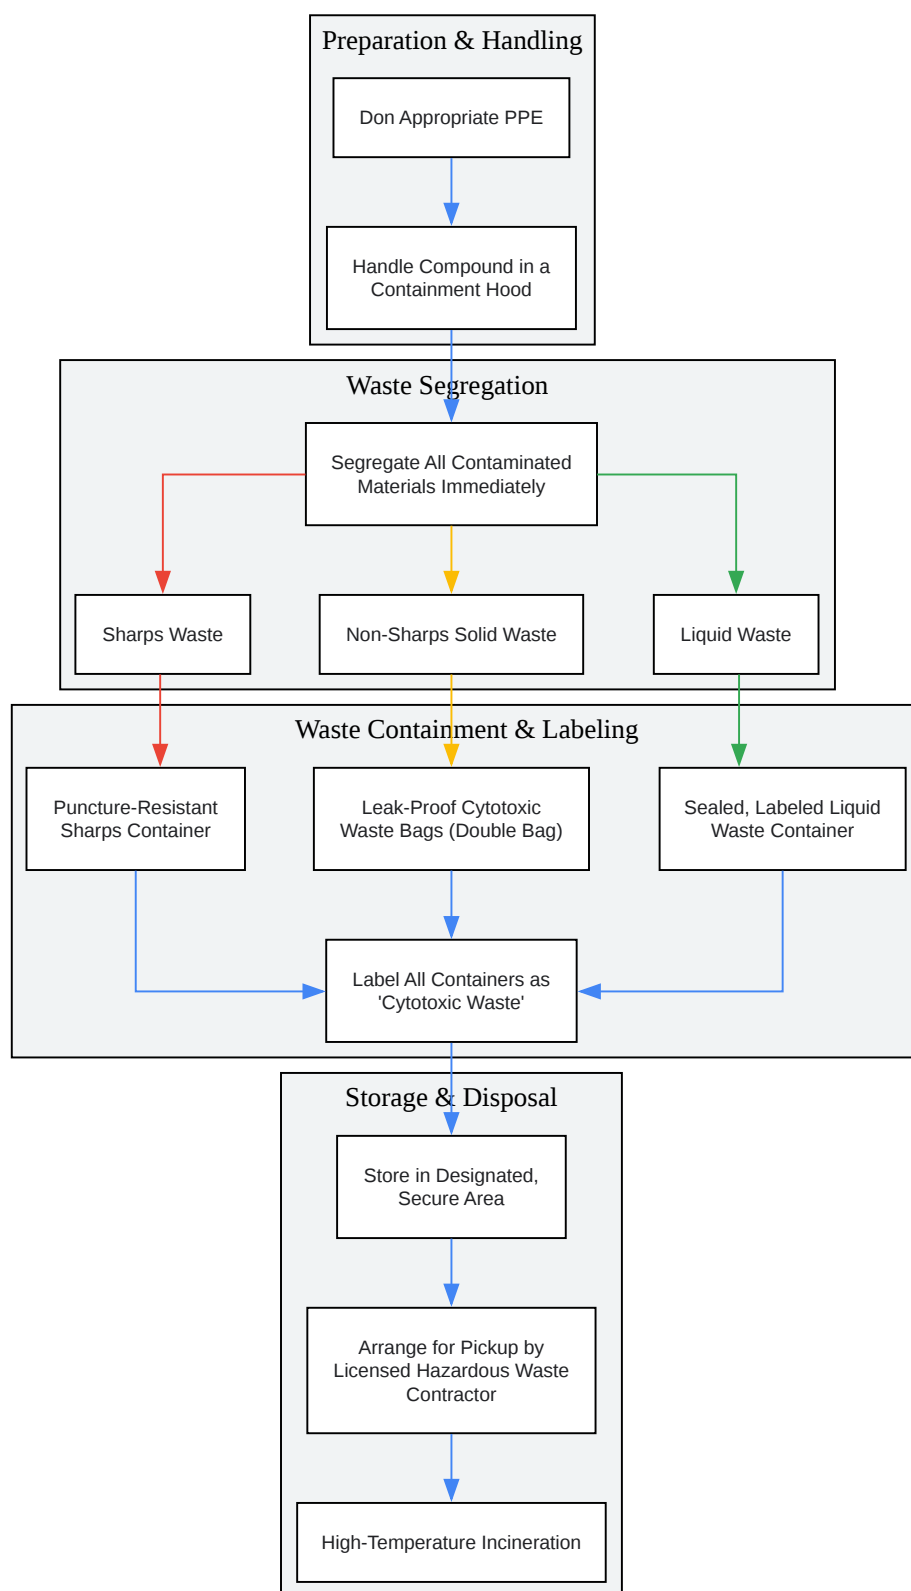 Preparation & Handling
Don Appropriate PPE
Handle Compound in a
Containment Hood
Waste Segregation
Segregate All Contaminated
Materials Immediately
Sharps Waste
Non-Sharps Solid Waste
Liquid Waste
Waste Containment & Labeling
Puncture-Resistant
Sharps Container
Leak-Proof Cytotoxic
Waste Bags (Double Bag)
Sealed, Labeled Liquid
Waste Container
Label All Containers as
'Cytotoxic Waste'
Storage & Disposal
Store in Designated,
Secure Area
Arrange for Pickup by
Licensed Hazardous Waste
Contractor
High-Temperature Incineration